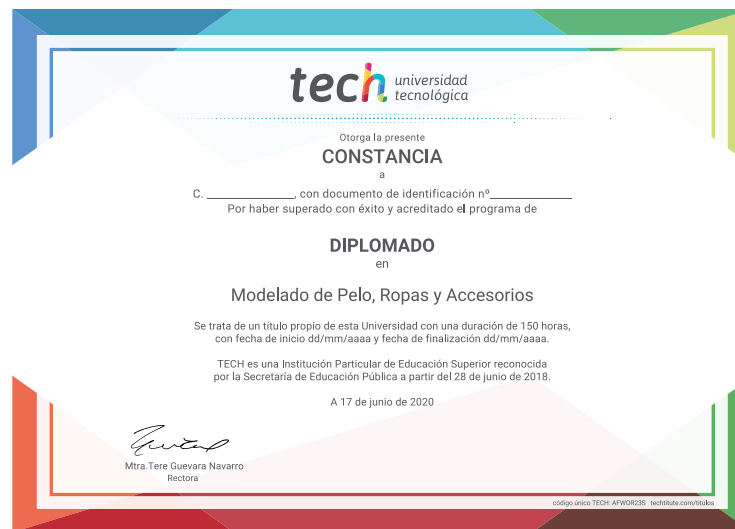 tech universidad
tecnológica
Otorga la presente
CONSTANCIA
a
C. ________________, con documento de identificación nº______________
Por haber superado con éxito y acreditado el programa de
DIPLOMADO
en
Modelado de Pelo, Ropas y Accesorios
Se trata de un título propio de esta Universidad con una duración de 150 horas,
con fecha de inicio dd/mm/aaaa y fecha de finalización dd/mm/aaaa.
TECH es una Institución Particular de Educación Superior reconocida
por la Secretaría de Educación Pública a partir del 28 de junio de 2018.
A 17 de junio de 2020
Mtra.Tere Guevara Navarro
Rectora
código único TECH: AFWOR23S techtitute.com/titulos